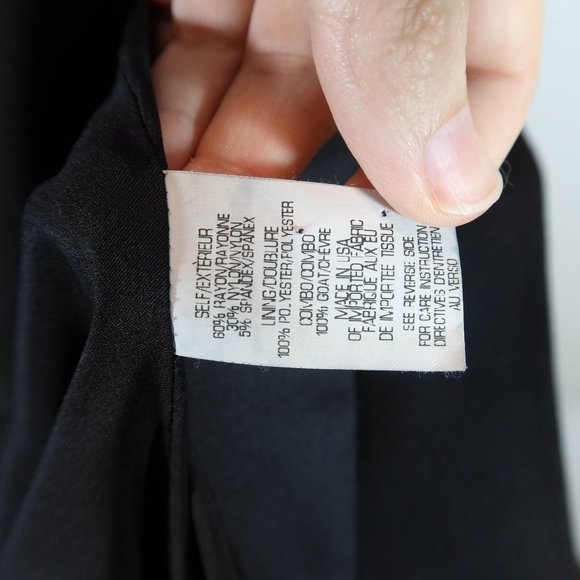 SELF/EXTÉRIEUR
60% RAYON/RAYONNE
30% NYLON/NYLON
5% SPANDEX/SPANEX
LINING/DOUBLURE
100% POLYESTER/POLYESTER
COMBO/COMBO
100% GOAT/CHEVRE
MADE IN USA
OF IMPORTED FABRIC
FABRIQUE AUX EU
DE IMPORTEE TISSUE
SEE REVERSE SIDE
FOR CARE INSTRUCTION
DIRECTIVES D'ENTRETIEN
AU VERSO